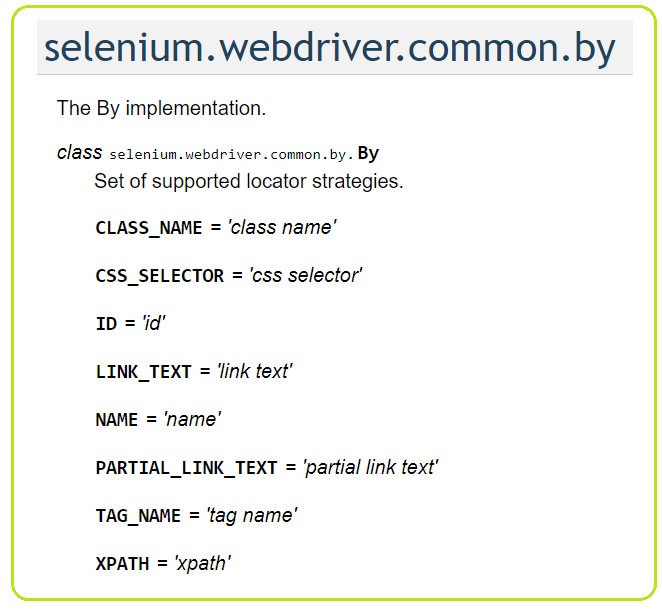 selenium.webdriver.common.by
The By implementation.
class selenium.webdriver.common.by.By
Set of supported locator strategies.
CLASS_NAME = 'class name'
CSS_SELECTOR = 'css selector'
ID = 'id'
LINK_TEXT = 'link text'
NAME = 'name'
PARTIAL_LINK_TEXT = 'partial link text'
TAG_NAME = 'tag name'
XPATH = 'xpath'